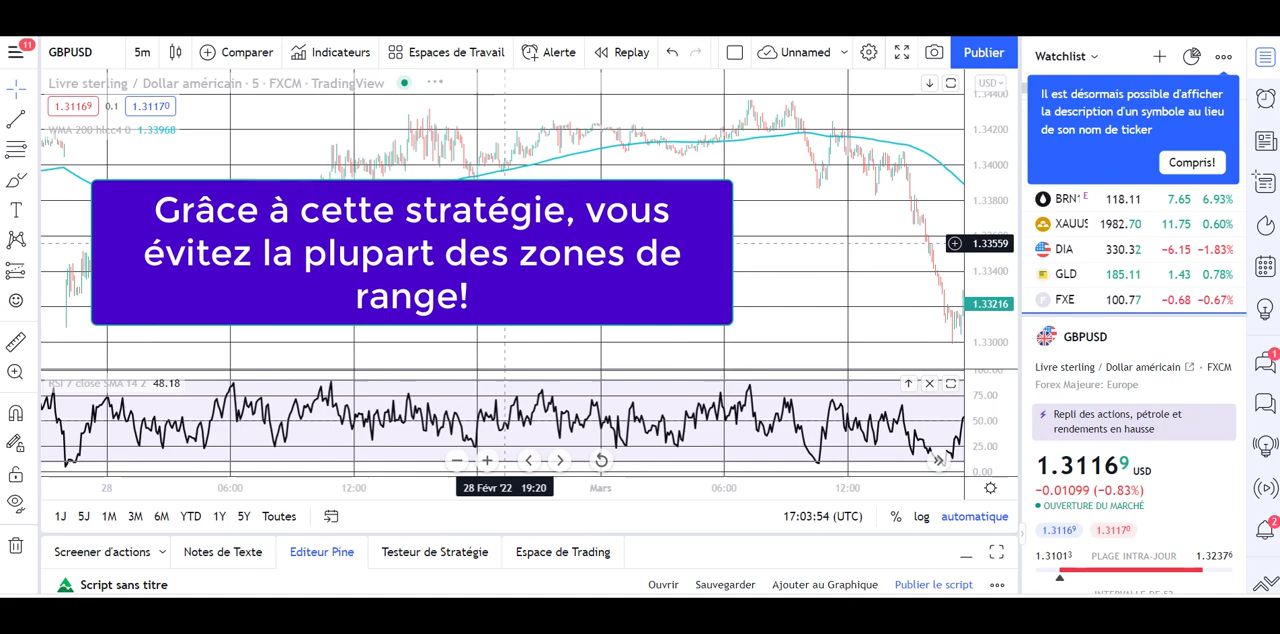 11
GBPUSD
5m
Comparer
Indicateurs
Espaces de Travail
Alerte
Replay
Unnamed
Publier
Livre sterling / Dollar américain · 5 · FXCM · TradingView
1.31169
0.1
1.31170
WMA 200 hlcc4 0
1.33968
Grâce à cette stratégie, vous
évitez la plupart des zones de
range!
USD
1.34400
1.34200
1.34000
1.33800
1.33559
1.33400
1.33216
1.33000
RSI 7 close SMA 14 2
48.18
100.00
75.00
50.00
25.00
0.00
28
06:00
12:00
28 Févr '22
19:20
Mars
06:00
12:00
1J
5J
1M
3M
6M
YTD
1Y
5Y
Toutes
17:03:54 (UTC)
%
log
automatique
Screener d'actions
Notes de Texte
Editeur Pine
Testeur de Stratégie
Espace de Trading
Script sans titre
Ouvrir
Sauvegarder
Ajouter au Graphique
Publier le script
Watchlist
Il est désormais possible d'afficher
la description d'un symbole au lieu
de son nom de ticker
Compris!
BRN1 E 118.11 7.65 6.93%
XAUUS 1982.70 11.75 0.60%
DIA 330.32 −6.15 −1.83%
GLD 185.11 1.43 0.78%
FXE 100.77 −0.68 −0.67%
GBPUSD
Livre sterling / Dollar américain · FXCM
Forex Majeure: Europe
Repli des actions, pétrole et
rendements en hausse
1.31169 USD
−0.01099 (−0.83%)
OUVERTURE DU MARCHÉ
1.31169
1.31170
1.31013 PLAGE INTRA-JOUR 1.32376
1
2